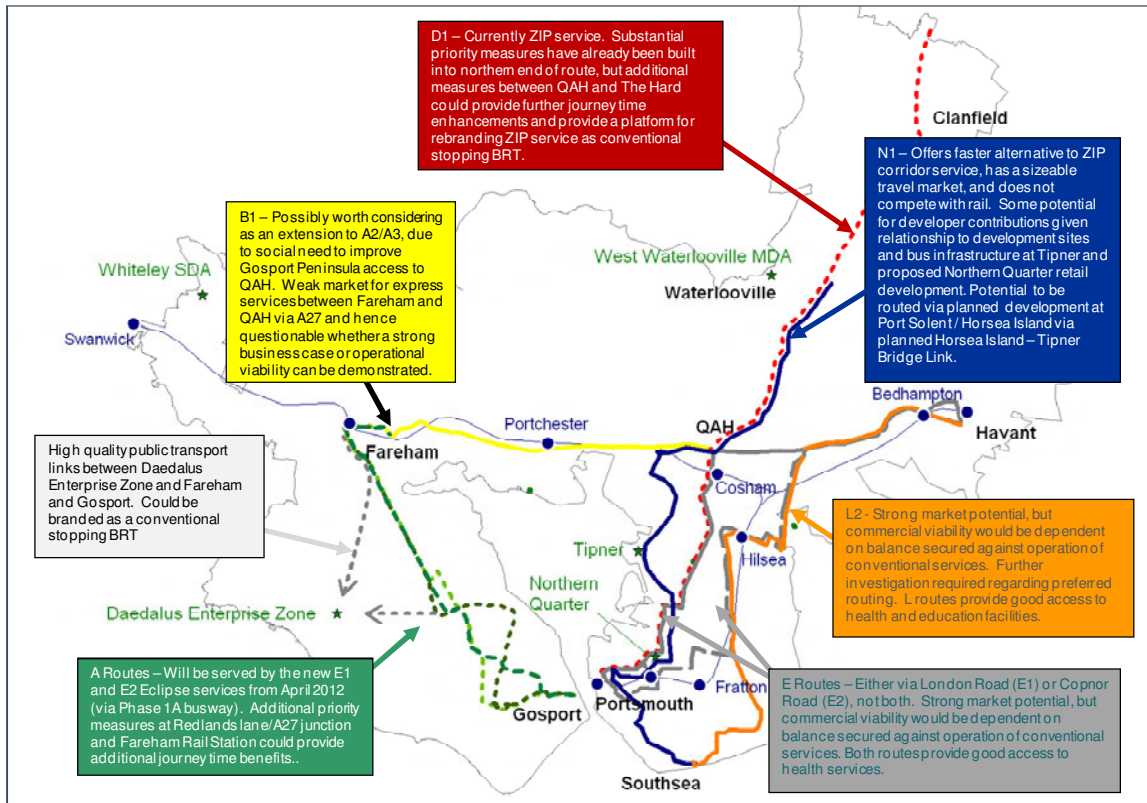 D1 – Currently ZIP service. Substantial
priority measures have already been built
into northern end of route, but additional
measures between QAH and The Hard
could provide further journey time
enhancements and provide a platform for
rebranding ZIP service as conventional
stopping BRT.
Clanfield
N1 – Offers faster alternative to ZIP
corridor service, has a sizeable
travel market, and does not
compete with rail. Some potential
for developer contributions given
relationship to development sites
and bus infrastructure at Tipner and
proposed Northern Quarter retail
development. Potential to be
routed via planned development at
Port Solent / Horsea Island via
planned Horsea Island – Tipner
Bridge Link.
B1 – Possibly worth considering
as an extension to A2/A3, due
to social need to improve
Gosport Peninsula access to
QAH. Weak market for express
services between Fareham and
QAH via A27 and hence
questionable whether a strong
business case or operational
viability can be demonstrated.
West Waterlooville MDA
Waterlooville
Whiteley SDA
Swanwick
Bedhampton
Havant
QAH
Portchester
Fareham
Cosham
High quality public transport
links between Daedalus
Enterprise Zone and Fareham
and Gosport. Could be
branded as a conventional
stopping BRT
L2 - Strong market potential, but
commercial viability would be dependent
on balance secured against operation of
conventional services. Further
investigation required regarding preferred
routing. L routes provide good access to
health and education facilities.
Hilsea
Tipner
Northern
Quarter
Daedalus Enterprise Zone
A Routes – Will be served by the new E1
and E2 Eclipse services from April 2012
(via Phase 1A busway). Additional priority
measures at Redlands lane/A27 junction
and Fareham Rail Station could provide
additional journey time benefits..
Gosport
Portsmouth
Fratton
Southsea
E Routes – Either via London Road (E1) or Copnor
Road (E2), not both. Strong market potential, but
commercial viability would be dependent on
balance secured against operation of conventional
services. Both routes provide good access to
health services.